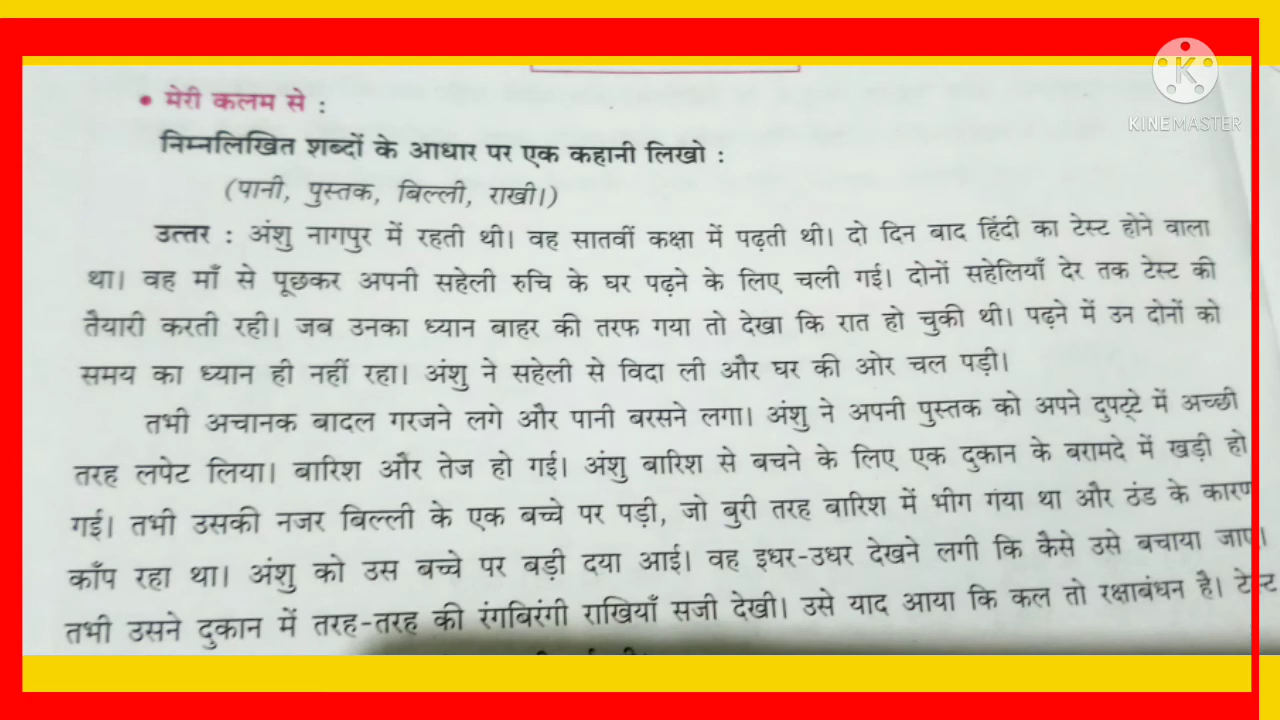 KINEMASTER
• मेरी कलम से :
निम्नलिखित शब्दों के आधार पर एक कहानी लिखो :
(पानी, पुस्तक, बिल्ली, राखी।)
उत्तर : अंशु नागपुर में रहती थी। वह सातवीं कक्षा में पढ़ती थी। दो दिन बाद हिंदी का टेस्ट होने वाला
था। वह माँ से पूछकर अपनी सहेली रुचि के घर पढ़ने के लिए चली गई। दोनों सहेलियाँ देर तक टेस्ट की
तैयारी करती रही। जब उनका ध्यान बाहर की तरफ गया तो देखा कि रात हो चुकी थी। पढ़ने में उन दोनों को
समय का ध्यान ही नहीं रहा। अंशु ने सहेली से विदा ली और घर की ओर चल पड़ी।
तभी अचानक बादल गरजने लगे और पानी बरसने लगा। अंशु ने अपनी पुस्तक को अपने दुपट्टे में अच्छी
तरह लपेट लिया। बारिश और तेज हो गई। अंशु बारिश से बचने के लिए एक दुकान के बरामदे में खड़ी हो
गई। तभी उसकी नजर बिल्ली के एक बच्चे पर पड़ी, जो बुरी तरह बारिश में भीग गया था और ठंड के कारण
काँप रहा था। अंशु को उस बच्चे पर बड़ी दया आई। वह इधर-उधर देखने लगी कि कैसे उसे बचाया जाए।
तभी उसने दुकान में तरह-तरह की रंगबिरंगी राखियाँ सजी देखी। उसे याद आया कि कल तो रक्षाबंधन है। टेस्ट